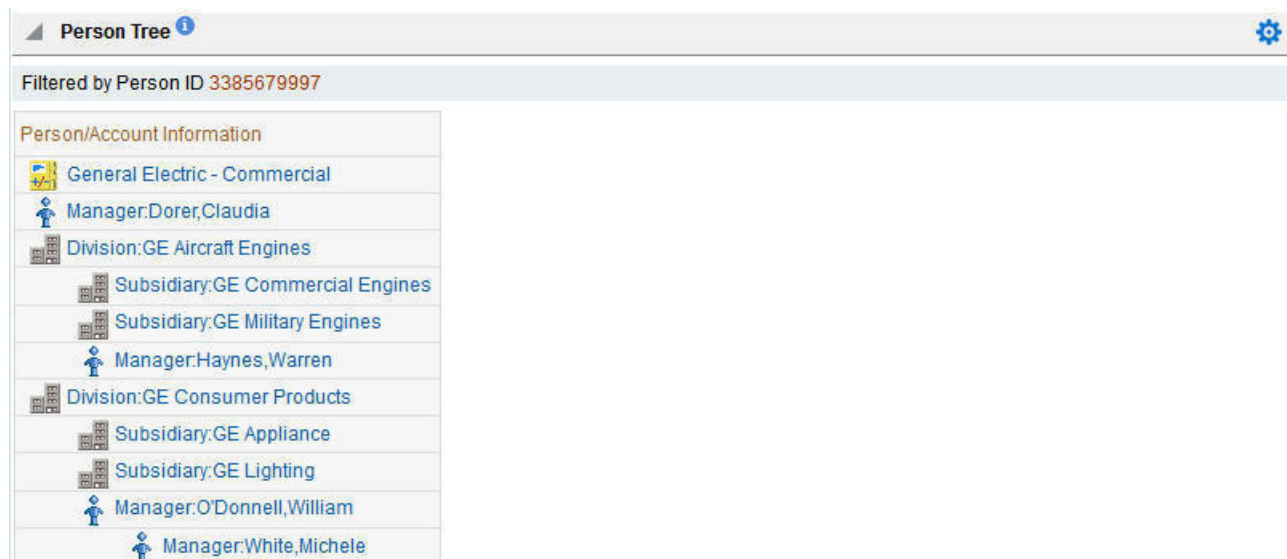 Person Tree
Filtered by Person ID 3385679997
Person/Account Information
General Electric - Commercial
Manager:Dorer,Claudia
Division:GE Aircraft Engines
Subsidiary:GE Commercial Engines
Subsidiary:GE Military Engines
Manager:Haynes,Warren
Division:GE Consumer Products
Subsidiary:GE Appliance
Subsidiary:GE Lighting
Manager:O'Donnell,William
Manager:White,Michele